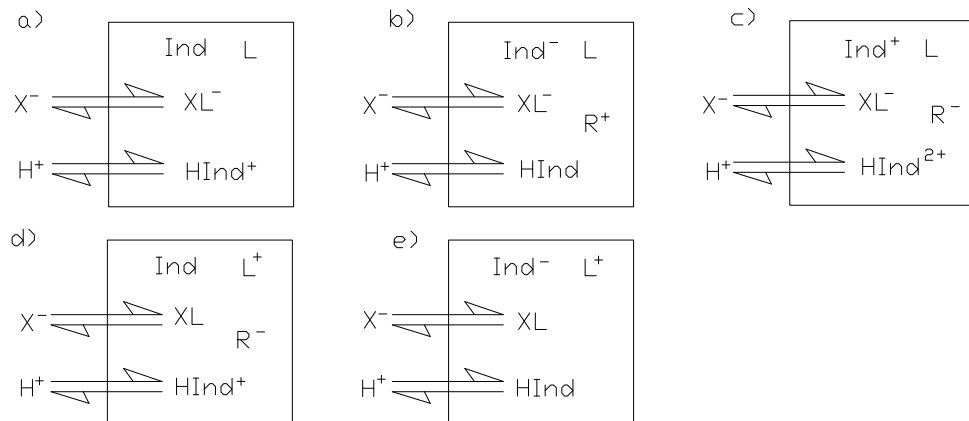 a)
Ind L
X⁻ XL⁻
H⁺ HInd⁺
b)
Ind⁻ L
X⁻ XL⁻
R⁺
H⁺ HInd
c)
Ind⁺ L
X⁻ XL⁻
R⁻
H⁺ HInd²⁺
d)
Ind L⁺
X⁻ XL
R⁻
H⁺ HInd⁺
e)
Ind⁻ L⁺
X⁻ XL
H⁺ HInd